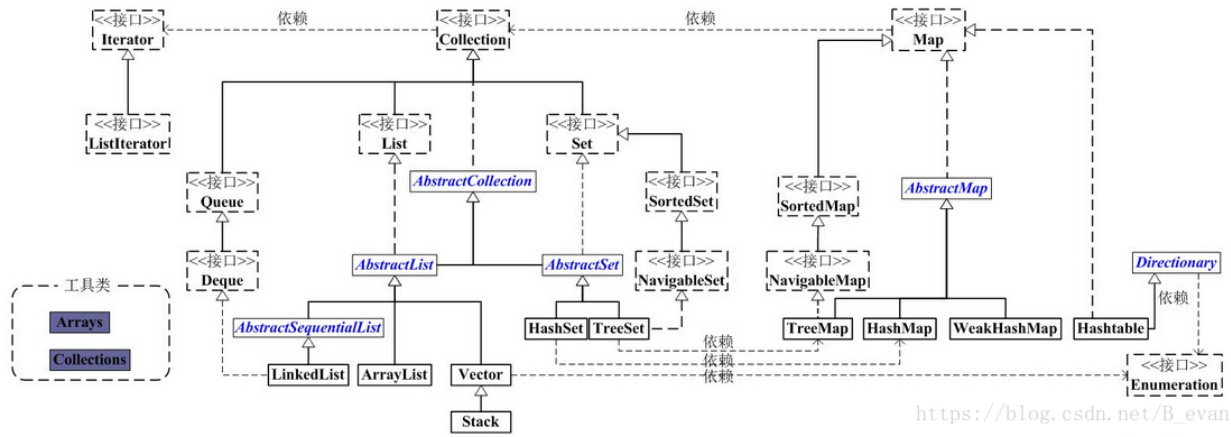 <<接口>>
Iterator
依赖
<<接口>>
Collection
依赖
<<接口>>
Map
<<接口>>
ListIterator
<<接口>>
List
<<接口>>
Set
<<接口>>
Queue
AbstractCollection
<<接口>>
SortedSet
<<接口>>
SortedMap
AbstractMap
<<接口>>
Deque
AbstractList
AbstractSet
<<接口>>
NavigableSet
<<接口>>
NavigableMap
Directionary
依赖
工具类
Arrays
Collections
AbstractSequentialList
HashSet
TreeSet
TreeMap
HashMap
WeakHashMap
Hashtable
依赖
依赖
依赖
LinkedList
ArrayList
Vector
<<接口>>
Enumeration
Stack
https://blog.csdn.net/B_evan